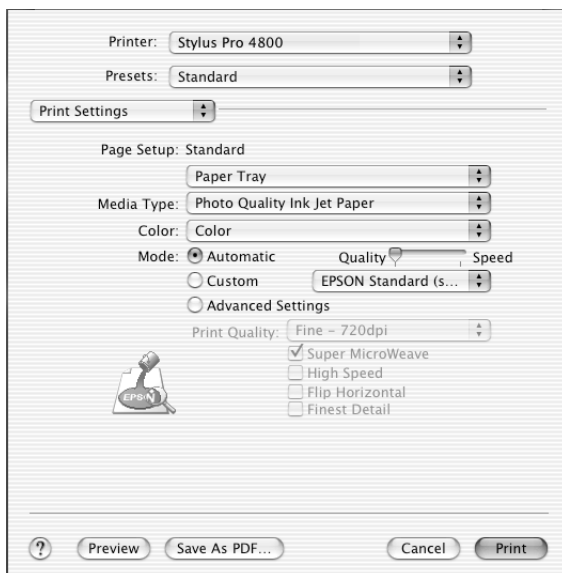 Printer: Stylus Pro 4800
Presets: Standard
Print Settings
Page Setup: Standard
Paper Tray
Media Type: Photo Quality Ink Jet Paper
Color: Color
Mode: Automatic Quality Speed
Custom EPSON Standard (s...
Advanced Settings
Print Quality: Fine – 720dpi
Super MicroWeave
High Speed
Flip Horizontal
Finest Detail
EPSON
? Preview Save As PDF... Cancel Print